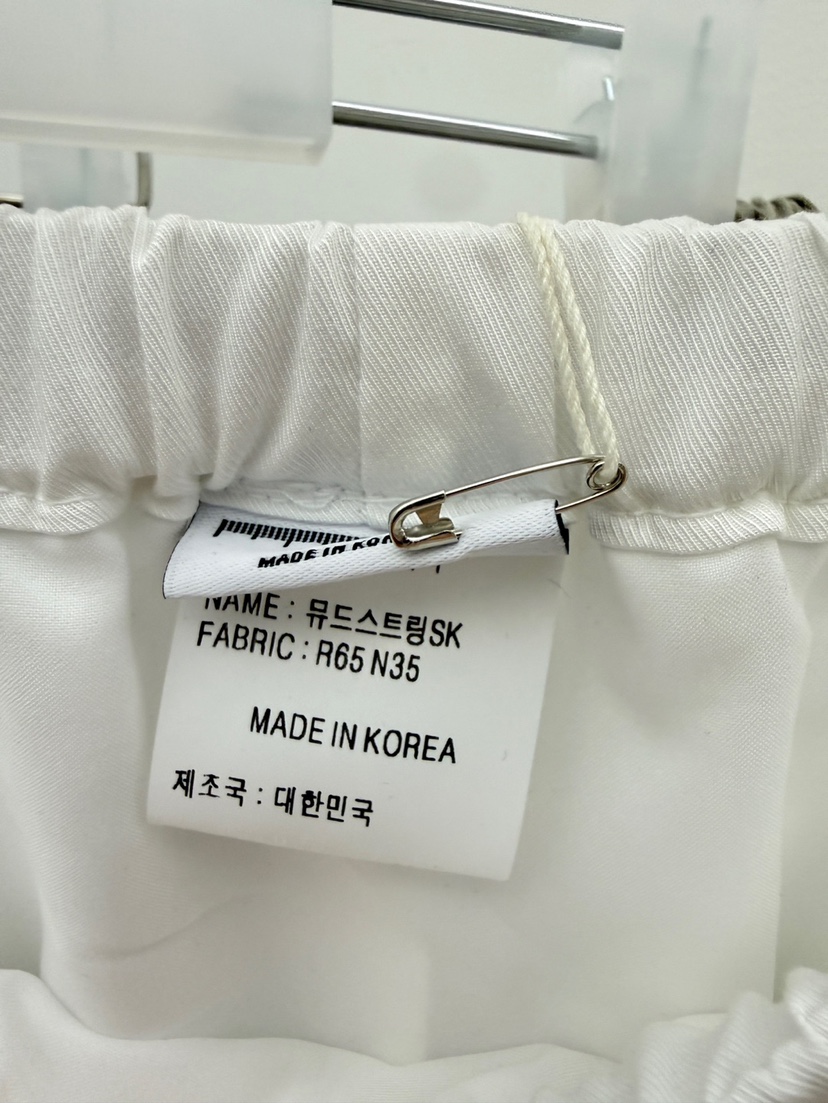 MADE IN KOR
NAME : 뮤드스트링SK
FABRIC : R65 N35
MADE IN KOREA
제조국 : 대한민국